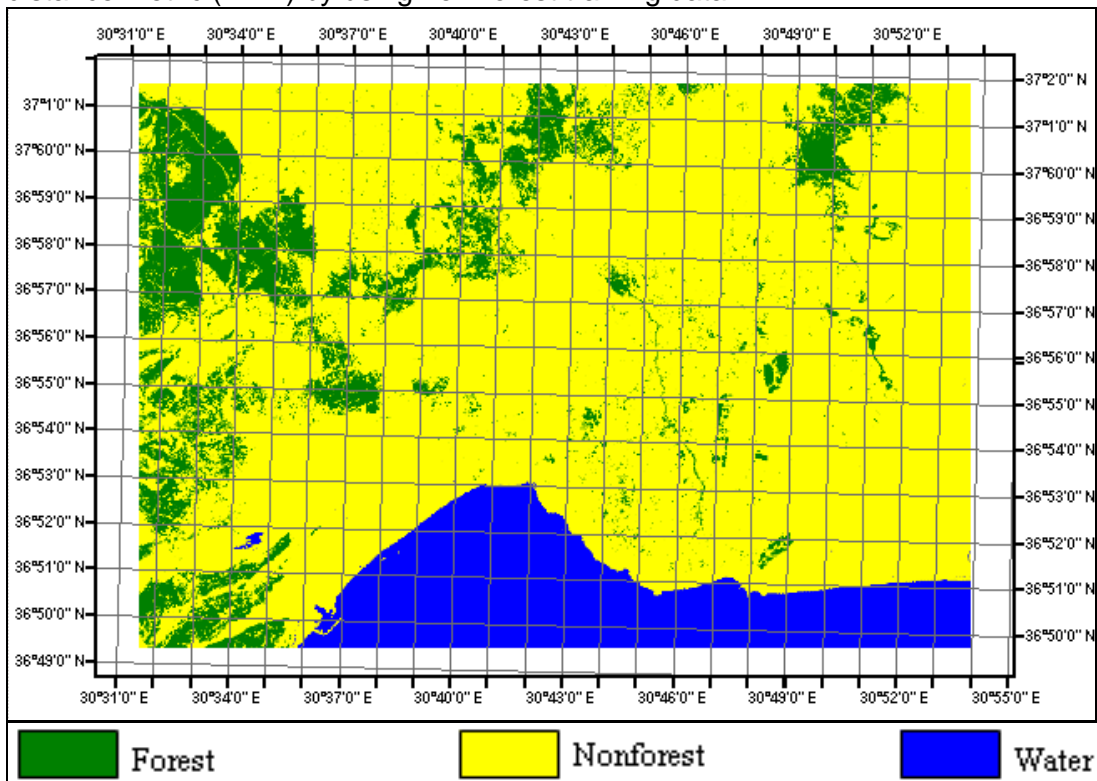 distance by using training data
30°31'0" E 30°34'0" E 30°37'0" E 30°40'0" E 30°43'0" E 30°46'0" E 30°49'0" E 30°52'0" E
37°1'0" N
37°60'0" N
36°59'0" N
36°58'0" N
36°57'0" N
36°56'0" N
36°55'0" N
36°54'0" N
36°53'0" N
36°52'0" N
36°51'0" N
36°50'0" N
36°49'0" N
37°2'0" N
37°1'0" N
37°60'0" N
36°59'0" N
36°58'0" N
36°57'0" N
36°56'0" N
36°55'0" N
36°54'0" N
36°53'0" N
36°52'0" N
36°51'0" N
36°50'0" N
30°31'0" E 30°34'0" E 30°37'0" E 30°40'0" E 30°43'0" E 30°46'0" E 30°49'0" E 30°52'0" E 30°55'0" E
Forest Nonforest Water